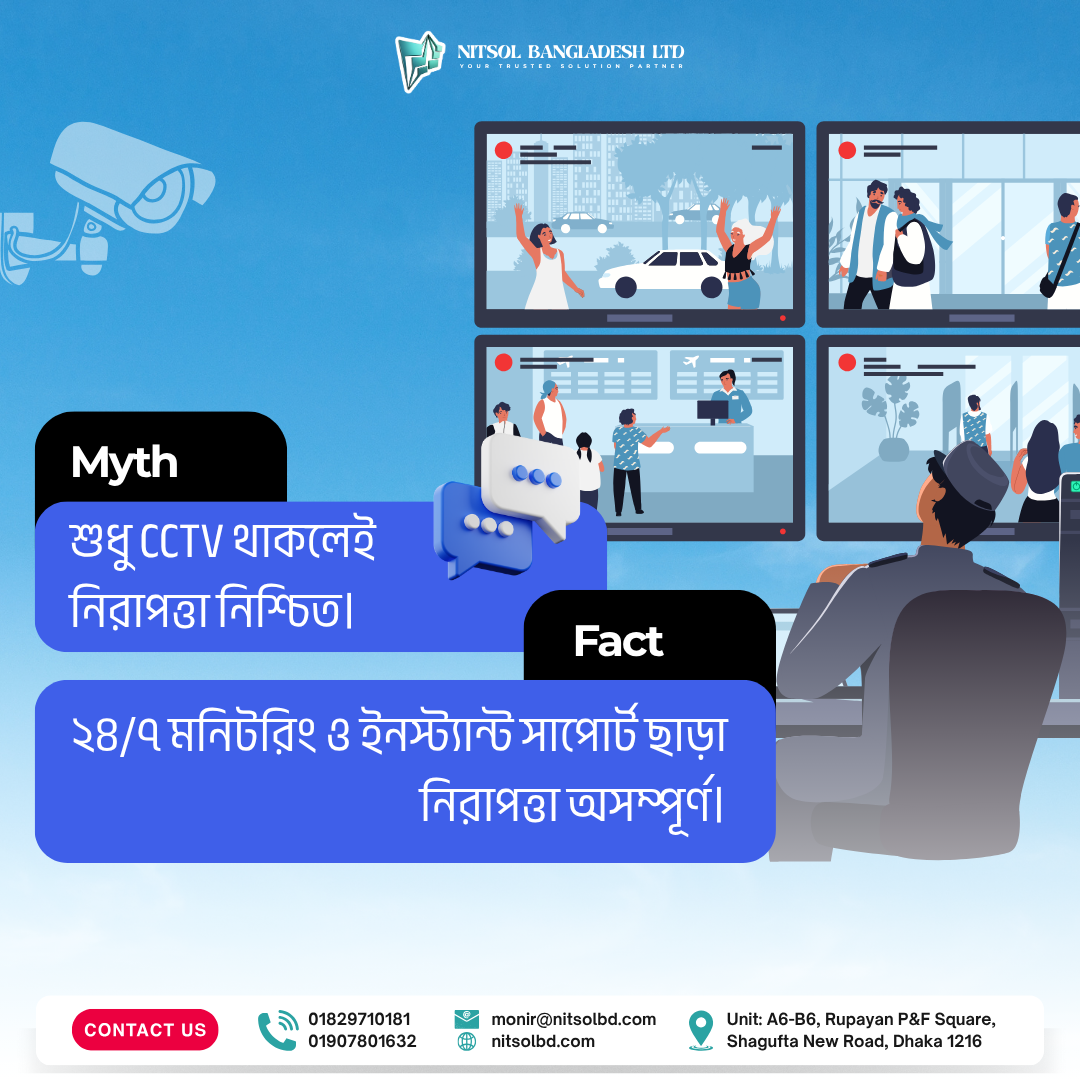 NITSOL BANGLADESH LTD
YOUR TRUSTED SOLUTION PARTNER
Myth
শুধু CCTV থাকলেই
নিরাপত্তা নিশ্চিত।
Fact
২৪/৭ মনিটরিং ও ইনস্ট্যান্ট সাপোর্ট ছাড়া
নিরাপত্তা অসম্পূর্ণ।
CONTACT US
01829710181
01907801632
monir@nitsolbd.com
nitsolbd.com
Unit: A6-B6, Rupayan P&F Square,
Shagufta New Road, Dhaka 1216